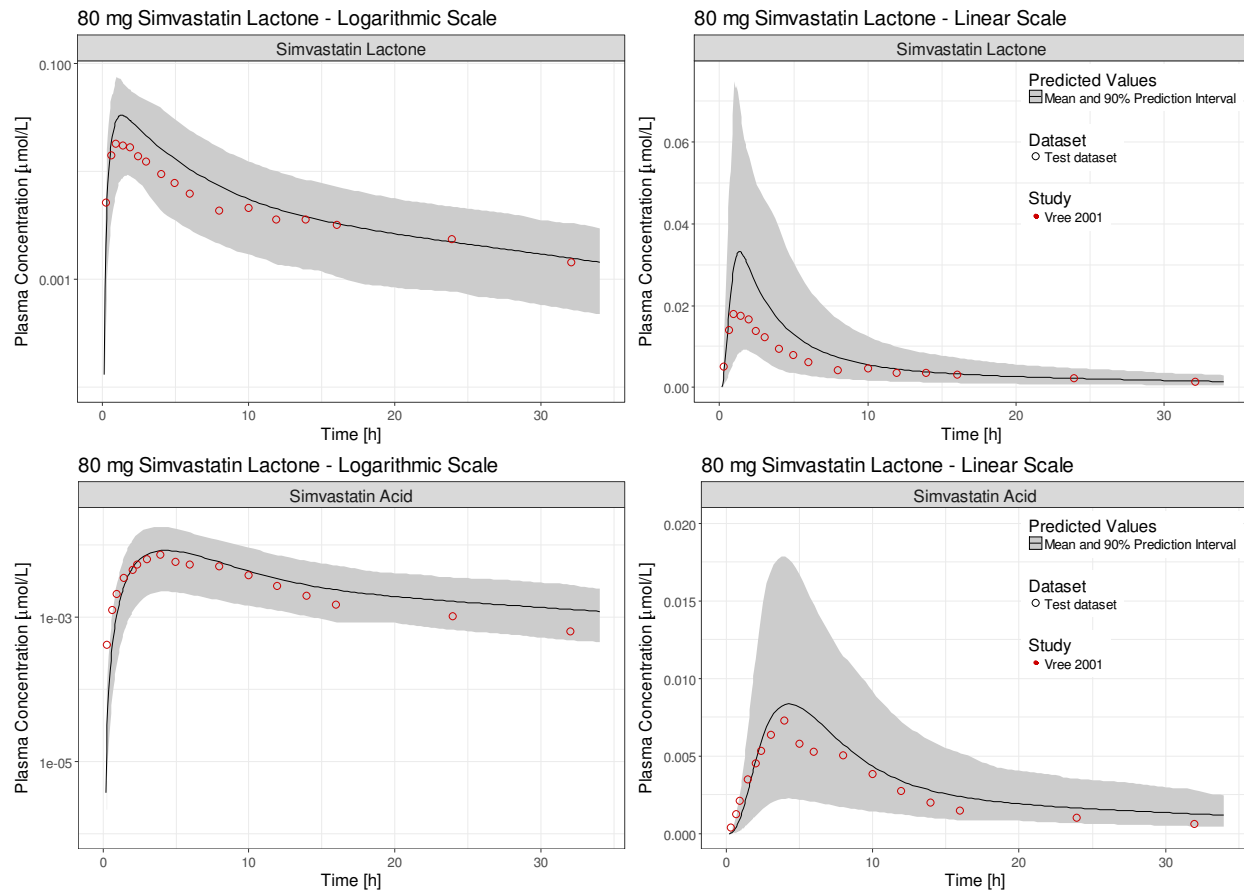 80 mg Simvastatin Lactone - Logarithmic Scale
Simvastatin Lactone
0.100
0.001
Plasma Concentration [μmol/L]
0
10
20
30
Time [h]
80 mg Simvastatin Lactone - Linear Scale
Simvastatin Lactone
Predicted Values
Mean and 90% Prediction Interval
Dataset
Test dataset
Study
Vree 2001
0.06
0.04
0.02
0.00
Plasma Concentration [μmol/L]
0
10
20
30
Time [h]
80 mg Simvastatin Lactone - Logarithmic Scale
Simvastatin Acid
1e-03
1e-05
Plasma Concentration [μmol/L]
0
10
20
30
Time [h]
80 mg Simvastatin Lactone - Linear Scale
Simvastatin Acid
Predicted Values
Mean and 90% Prediction Interval
Dataset
Test dataset
Study
Vree 2001
0.020
0.015
0.010
0.005
0.000
Plasma Concentration [μmol/L]
0
10
20
30
Time [h]